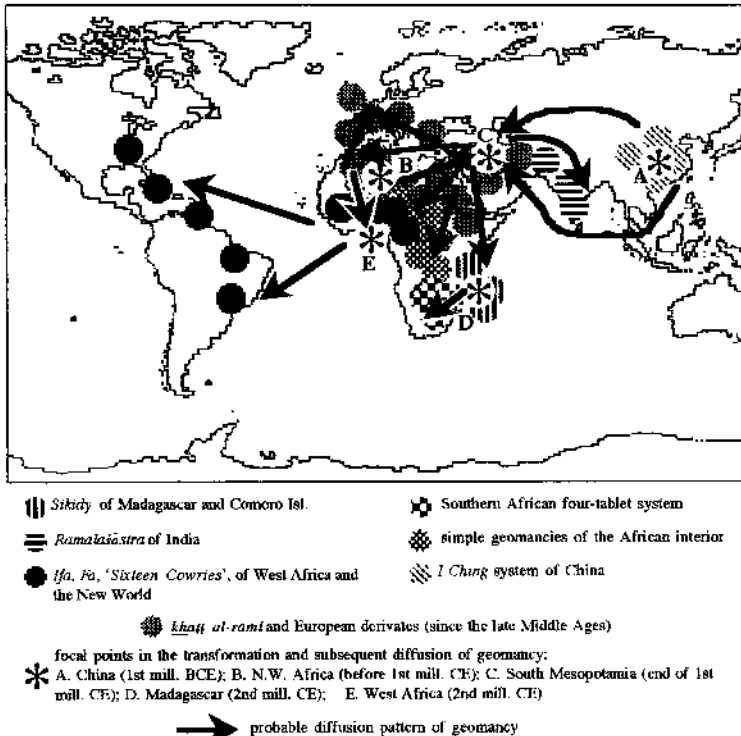 C
B
A
E
D
Sikidy of Madagascar and Comoro Isl.
Southern African four-tablet system
Ramalaśāstra of India
simple geomancies of the African interior
Ifa, Fa, 'Sixteen Cowries', of West Africa and
the New World
I Ching system of China
khaṭṭ al-raml and European derivates (since the late Middle Ages)
focal points in the transformation and subsequent diffusion of geomancy:
A. China (1st mill. BCE); B. N.W. Africa (before 1st mill. CE); C. South Mesopotamia (end of 1st
mill. CE); D. Madagascar (2nd mill. CE); E. West Africa (2nd mill. CE)
probable diffusion pattern of geomancy